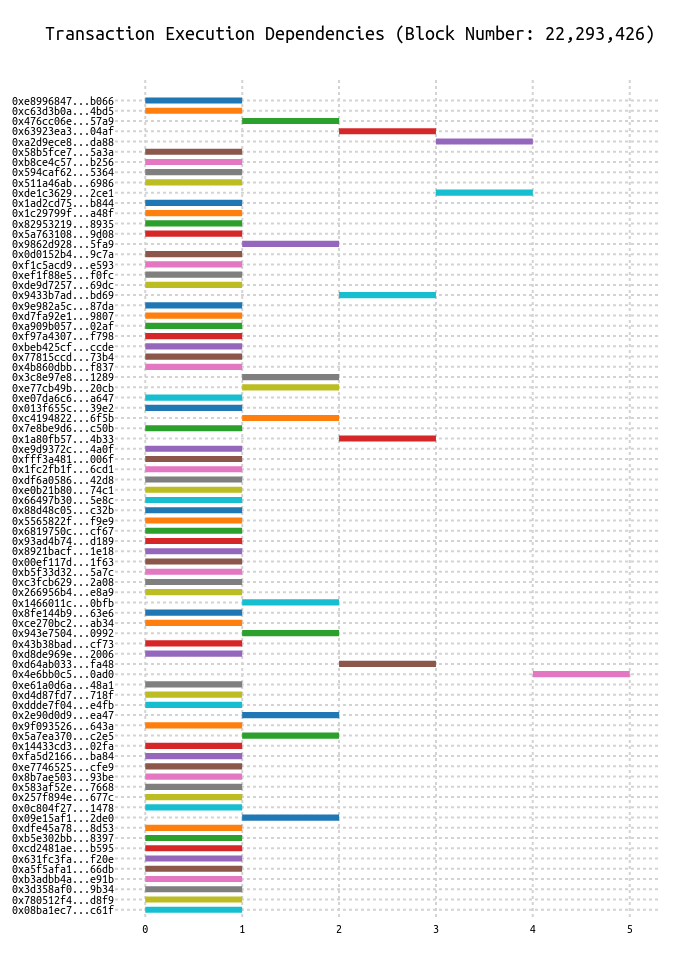 Transaction Execution Dependencies (Block Number: 22,293,426)
0xe8996847...b066
0xc63d3b0a...4bd5
0x476cc06e...57a9
0x63923ea3...04af
0xa2d9ece8...da88
0x58b5fce7...5a3a
0xb8ce4c57...b256
0x594caf62...5364
0x511a46ab...6986
0xde1c3629...2ce1
0x1ad2cd75...b844
0x1c29799f...a48f
0x82953219...8935
0x5a763108...9d08
0x9862d928...5fa9
0x0d0152b4...9c7a
0xf1c5acd9...e593
0xef1f88e5...f0fc
0xde9d7257...69dc
0x9433b7ad...bd69
0x9e982a5c...87da
0xd7fa92e1...9807
0xa909b057...02af
0xf97a4307...f798
0xbeb425cf...ccde
0x77815ccd...73b4
0x4b860dbb...f837
0x3c8e97e8...1289
0xe77cb49b...20cb
0xe07da6c6...a647
0x013f655c...39e2
0xc4194822...6f5b
0x7e8be9d6...c50b
0x1a80fb57...4b33
0xe9d9372c...4a0f
0xfff3a481...006f
0x1fc2fb1f...6cd1
0xdf6a0586...42d8
0xe0b21b80...74c1
0x66497b30...5e8c
0x88d48c05...c32b
0x5565822f...f9e9
0x6819750c...cf67
0x93ad4b74...d189
0x8921bacf...1e18
0x00ef117d...1f63
0xb5f33d32...5a7c
0xc3fcb629...2a08
0x266956b4...e8a9
0x1466011c...0bfb
0x8fe144b9...63e6
0xce270bc2...ab34
0x943e7504...0992
0x43b38bad...cf73
0xd8de969e...2006
0xd64ab033...fa48
0x4e6bb0c5...0ad0
0xe61a0d6a...48a1
0xd4d87fd7...718f
0xddde7f04...e4fb
0x2e90d0d9...ea47
0x9f093526...643a
0x5a7ea370...c2e5
0x14433cd3...02fa
0xfa5d2166...ba84
0xe7746525...cfe9
0x8b7ae503...93be
0x583af52e...7668
0x257f894e...677c
0x0c804f27...1478
0x09e15af1...2de0
0xdfe45a78...8d53
0xb5e302bb...8397
0xcd2481ae...b595
0x631fc3fa...f20e
0xa5f5afa1...66db
0xb3adbb4a...e91b
0x3d358af0...9b34
0x780512f4...d8f9
0x08ba1ec7...c61f
0 1 2 3 4 5